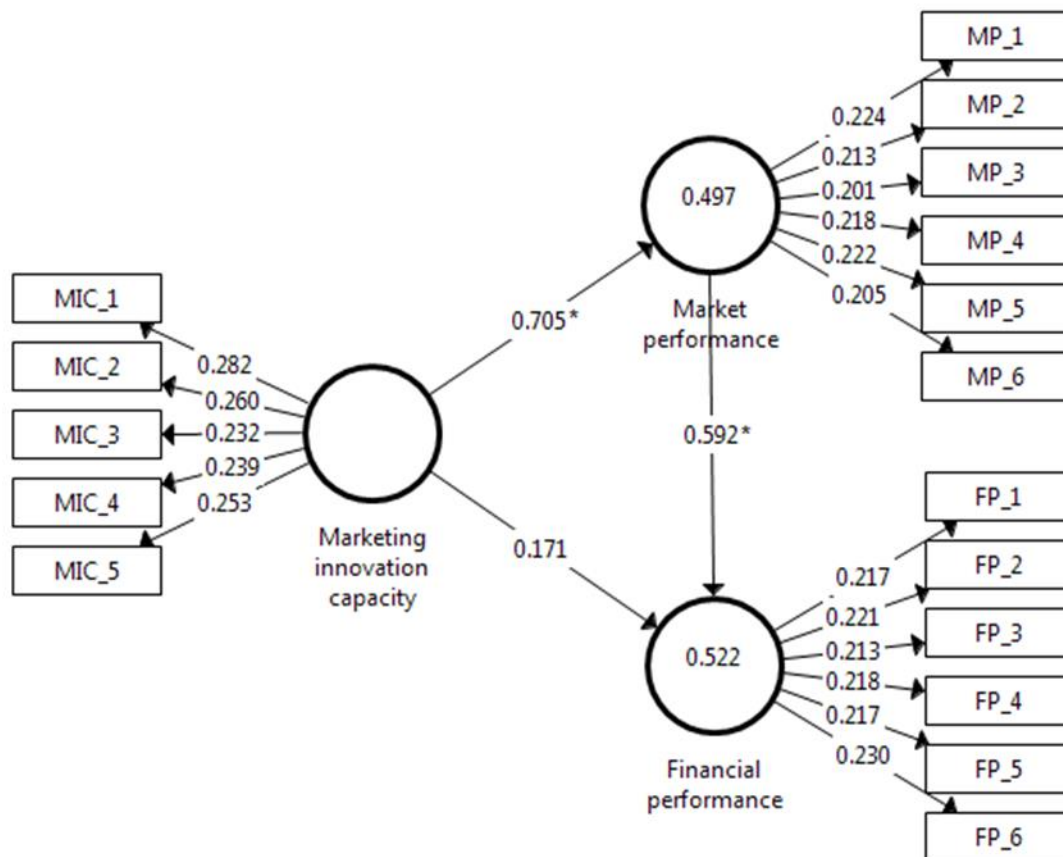 MIC_1
MIC_2
MIC_3
MIC_4
MIC_5
0.282
0.260
0.232
0.239
0.253
Marketing
innovation
capacity
0.705*
0.171
0.497
Market
performance
0.592*
0.522
Financial
performance
0.224
0.213
0.201
0.218
0.222
0.205
MP_1
MP_2
MP_3
MP_4
MP_5
MP_6
0.217
0.221
0.213
0.218
0.217
0.230
FP_1
FP_2
FP_3
FP_4
FP_5
FP_6